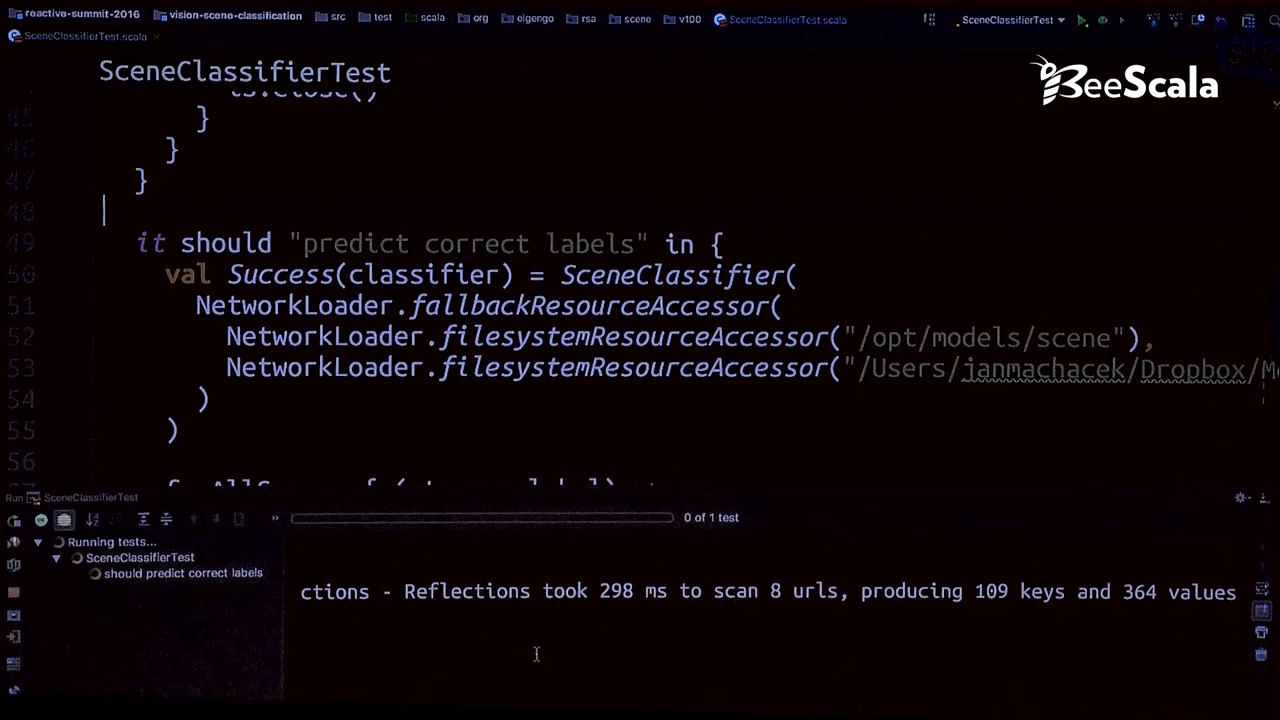 reactive-summit-2016 vision-scene-classification src test scala org eigengo rsa scene v100 SceneClassifierTest.scala SceneClassifierTest
SceneClassifierTest.scala
BeeScala
SceneClassifierTest
ts.close()
45 }
46 }
47 }
48
49 it should "predict correct labels" in {
50 val Success(classifier) = SceneClassifier(
51 NetworkLoader.fallbackResourceAccessor(
52 NetworkLoader.filesystemResourceAccessor("/opt/models/scene"),
53 NetworkLoader.filesystemResourceAccessor("/Users/janmachacek/Dropbox/M
54 )
55 )
56
Run SceneClassifierTest
0 of 1 test
Running tests...
SceneClassifierTest
should predict correct labels
ctions - Reflections took 298 ms to scan 8 urls, producing 109 keys and 364 values